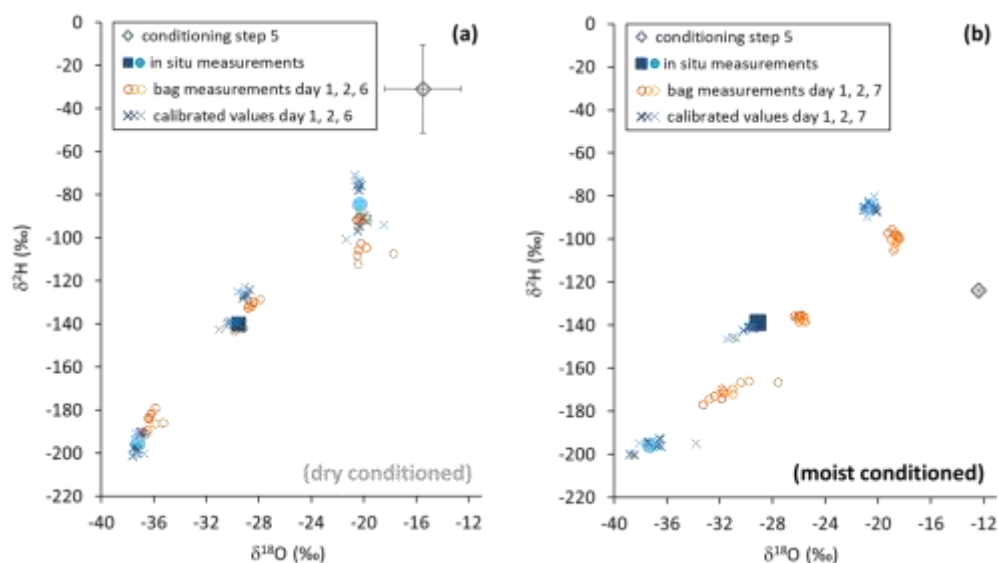 (a)
conditioning step 5
in situ measurements
bag measurements day 1, 2, 6
calibrated values day 1, 2, 6
0
-20
-40
-60
-80
-100
-120
-140
-160
-180
-200
-220
δ²H (‰)
(dry conditioned)
-40 -36 -32 -28 -24 -20 -16 -12
δ¹⁸O (‰)
(b)
conditioning step 5
in situ measurements
bag measurements day 1, 2, 7
calibrated values day 1, 2, 7
0
-20
-40
-60
-80
-100
-120
-140
-160
-180
-200
-220
δ²H (‰)
(moist conditioned)
-40 -36 -32 -28 -24 -20 -16 -12
δ¹⁸O (‰)